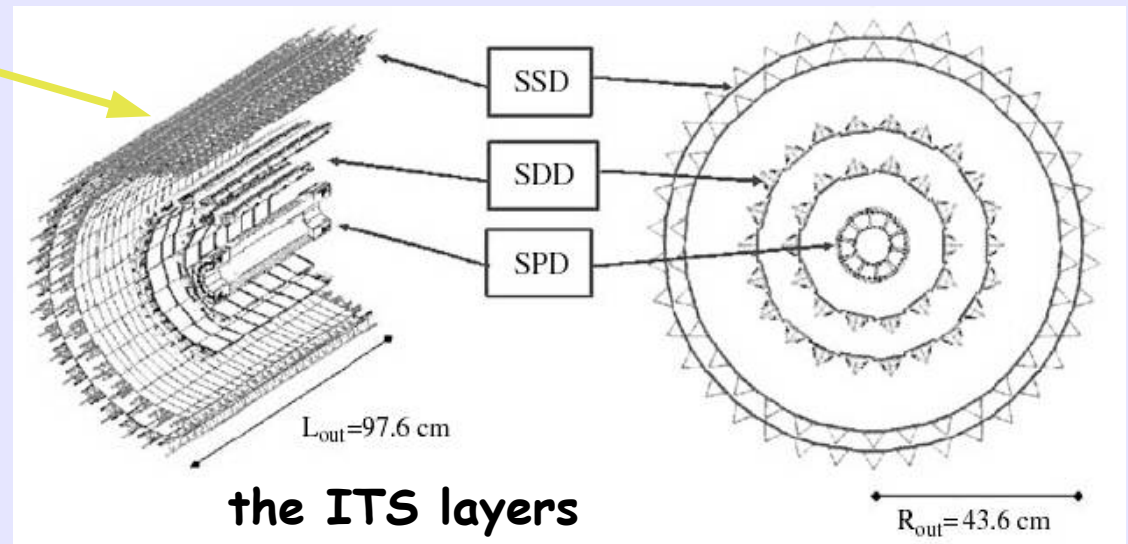 SSD
SDD
SPD
L_out=97.6 cm
the ITS layers
R_out=43.6 cm